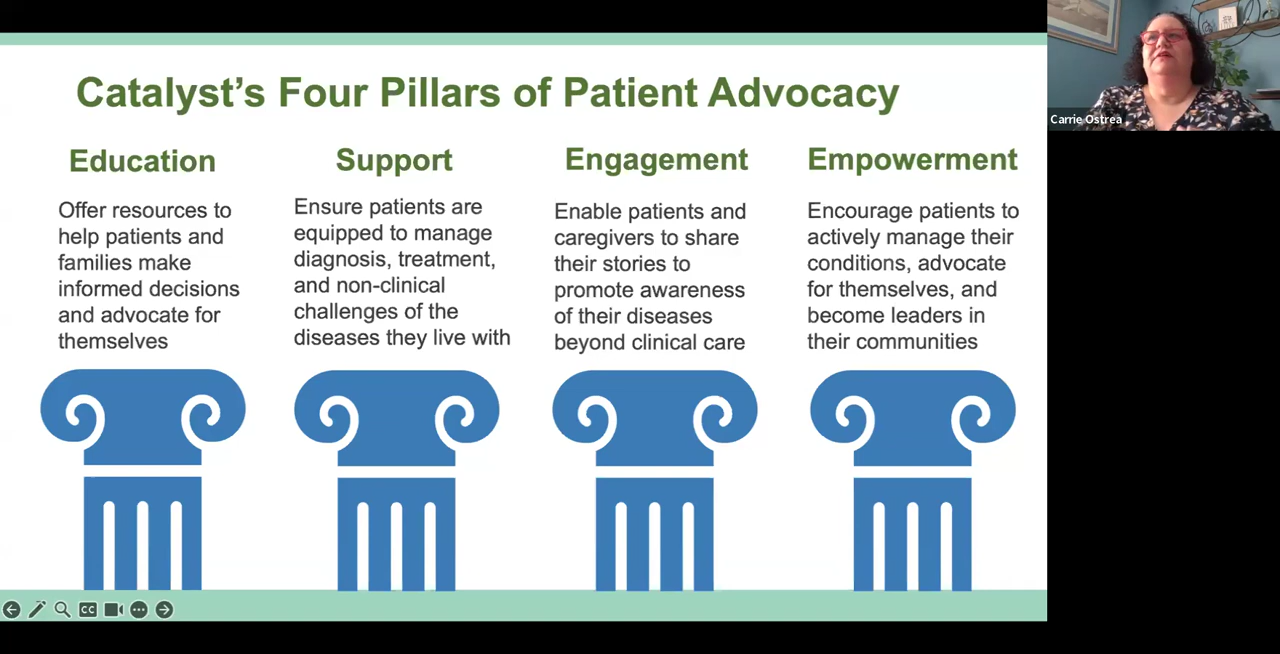 Catalyst's Four Pillars of Patient Advocacy
Education
Offer resources to
help patients and
families make
informed decisions
and advocate for
themselves
Support
Ensure patients are
equipped to manage
diagnosis, treatment,
and non-clinical
challenges of the
diseases they live with
Engagement
Enable patients and
caregivers to share
their stories to
promote awareness
of their diseases
beyond clinical care
Empowerment
Encourage patients to
actively manage their
conditions, advocate
for themselves, and
become leaders in
their communities
Carrie Ostrea
CC